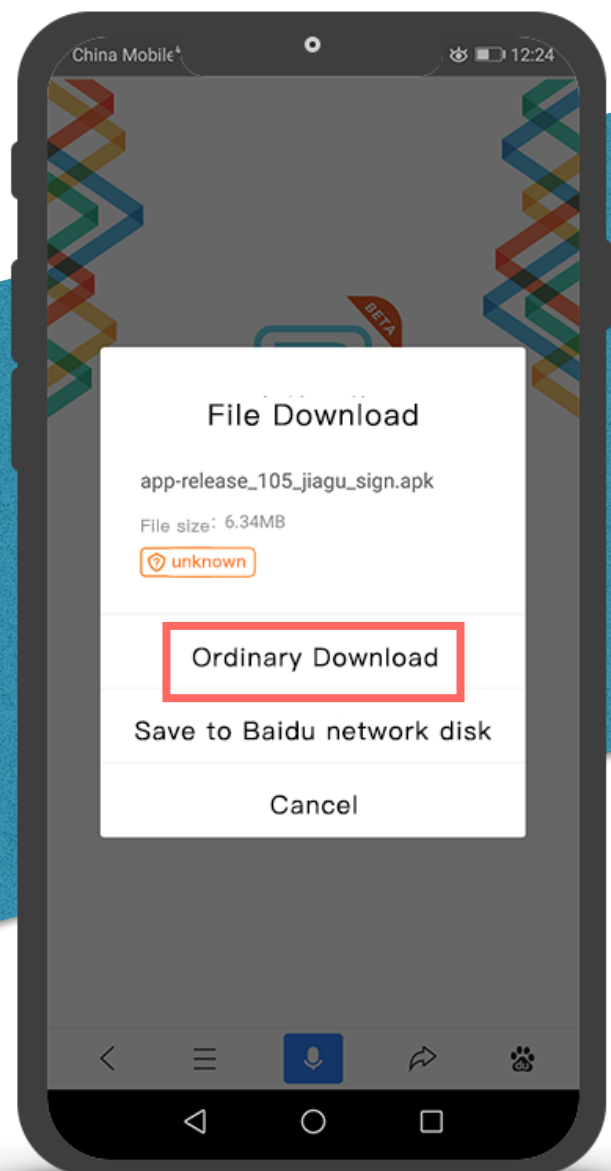 China Mobile
12:24
BETA
File Download
app-release_105_jiagu_sign.apk
File size: 6.34MB
unknown
Ordinary Download
Save to Baidu network disk
Cancel
du